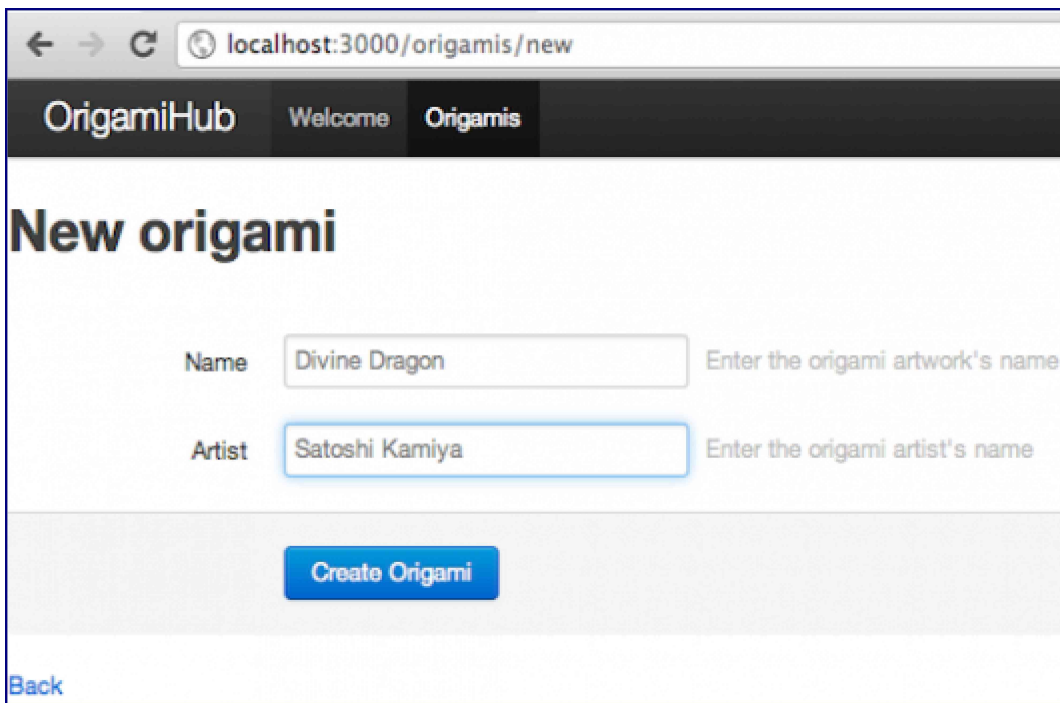 localhost:3000/origamis/new
OrigamiHub Welcome Origamis
New origami
Name Divine Dragon Enter the origami artwork's name
Artist Satoshi Kamiya Enter the origami artist's name
Create Origami
Back